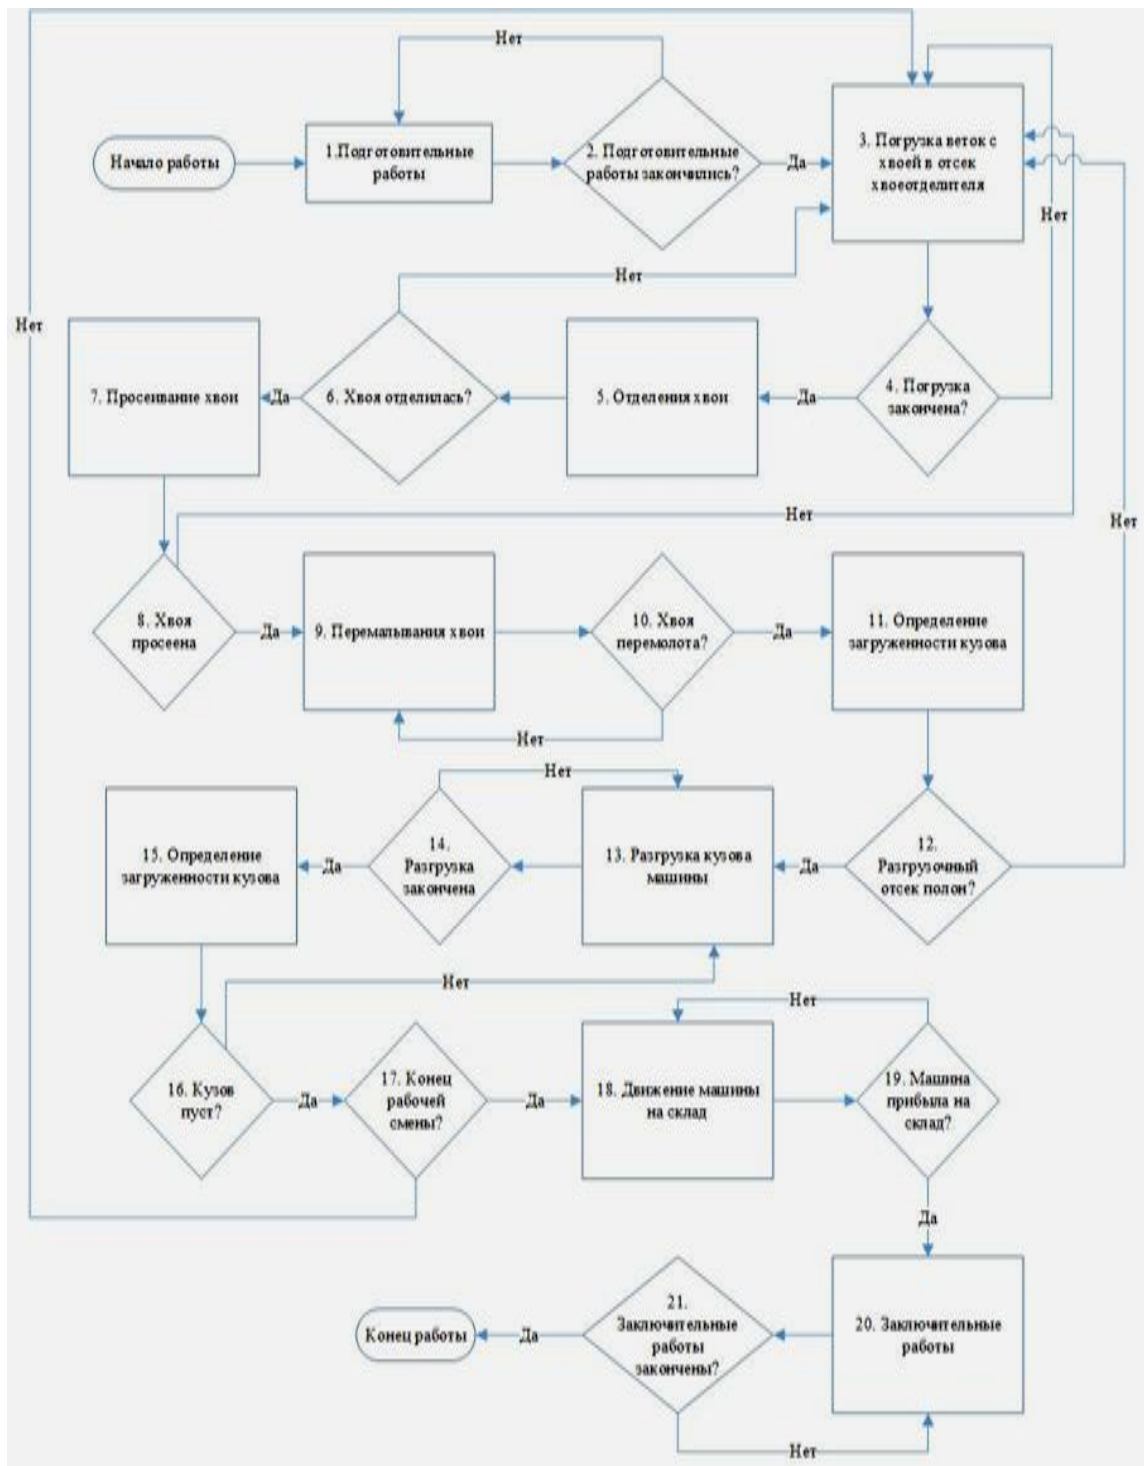 Нет
Начало работы
1.Подготовительные
работы
2. Подготовительные
работы закончились?
Да
3. Погрузка веток с
хвоей в отсек
хвоеотделителя
Нет
Нет
Нет
7. Просеивание хвои
Да
6. Хвоя отделилась?
5. Отделения хвои
Да
4. Погрузка
закончена?
Нет
Нет
8. Хвоя
просеена
Да
9. Перемалывания хвои
10. Хвоя
перемолота?
Да
11. Определение
загруженности кузова
Нет
Нет
15. Определение
загруженности кузова
Да
14.
Разгрузка
закончена
13. Разгрузка кузова
машины
Да
12.
Разгрузочный
отсек полон?
Нет
Нет
16. Кузов
пуст?
Да
17. Конец
рабочей
смены?
Да
18. Движение машины
на склад
19. Машина
прибыла на
склад?
Да
Конец работы
Да
21.
Заключительные
работы
закончены?
20. Заключительные
работы
Нет